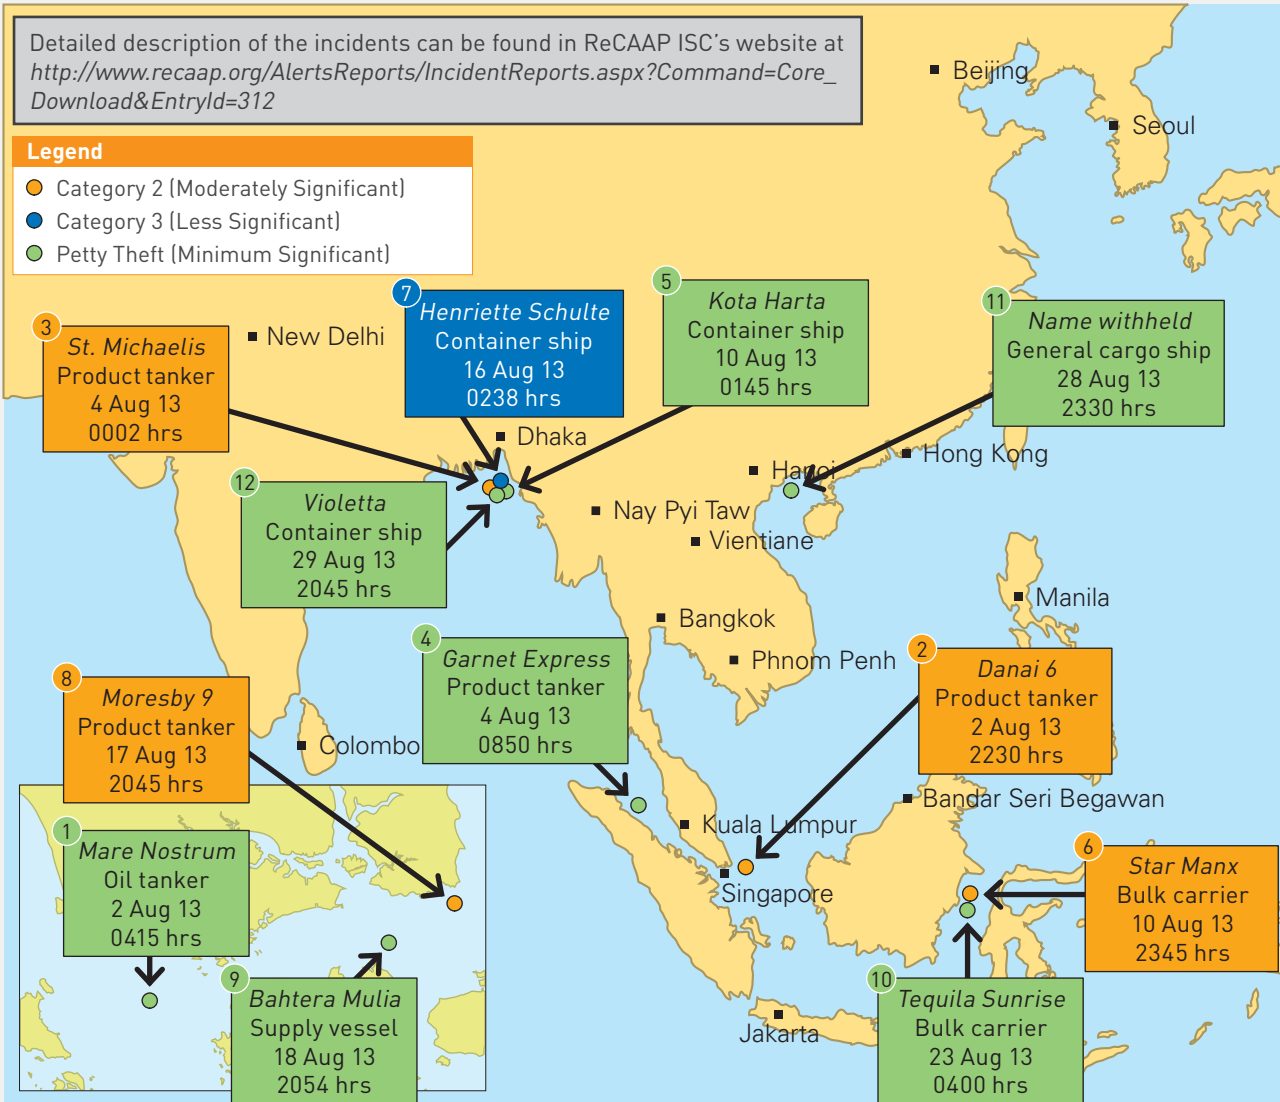 Detailed description of the incidents can be found in ReCAAP ISC's website at
http://www.recaap.org/AlertsReports/IncidentReports.aspx?Command=Core_
Download&EntryId=312
Legend
Category 2 (Moderately Significant)
Category 3 (Less Significant)
Petty Theft (Minimum Significant)
Beijing
Seoul
New Delhi
3
St. Michaelis
Product tanker
4 Aug 13
0002 hrs
7
Henriette Schulte
Container ship
16 Aug 13
0238 hrs
5
Kota Harta
Container ship
10 Aug 13
0145 hrs
11
Name withheld
General cargo ship
28 Aug 13
2330 hrs
Dhaka
Hanoi
Hong Kong
12
Violetta
Container ship
29 Aug 13
2045 hrs
Nay Pyi Taw
Vientiane
Manila
Bangkok
Phnom Penh
4
Garnet Express
Product tanker
4 Aug 13
0850 hrs
2
Danai 6
Product tanker
2 Aug 13
2230 hrs
8
Moresby 9
Product tanker
17 Aug 13
2045 hrs
Colombo
Bandar Seri Begawan
Kuala Lumpur
Singapore
1
Mare Nostrum
Oil tanker
2 Aug 13
0415 hrs
6
Star Manx
Bulk carrier
10 Aug 13
2345 hrs
9
Bahtera Mulia
Supply vessel
18 Aug 13
2054 hrs
10
Tequila Sunrise
Bulk carrier
23 Aug 13
0400 hrs
Jakarta